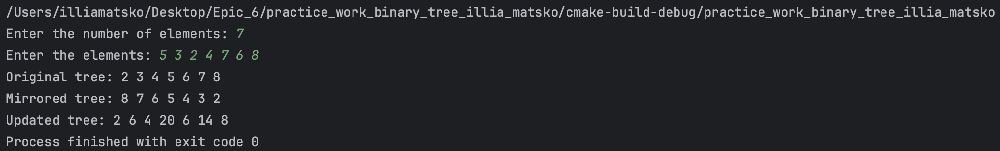 /Users/illiamatsko/Desktop/Epic_6/practice_work_binary_tree_illia_matsko/cmake-build-debug/practice_work_binary_tree_illia_matsko
Enter the number of elements: 7
Enter the elements: 5 3 2 4 7 6 8
Original tree: 2 3 4 5 6 7 8
Mirrored tree: 8 7 6 5 4 3 2
Updated tree: 2 6 4 20 6 14 8
Process finished with exit code 0